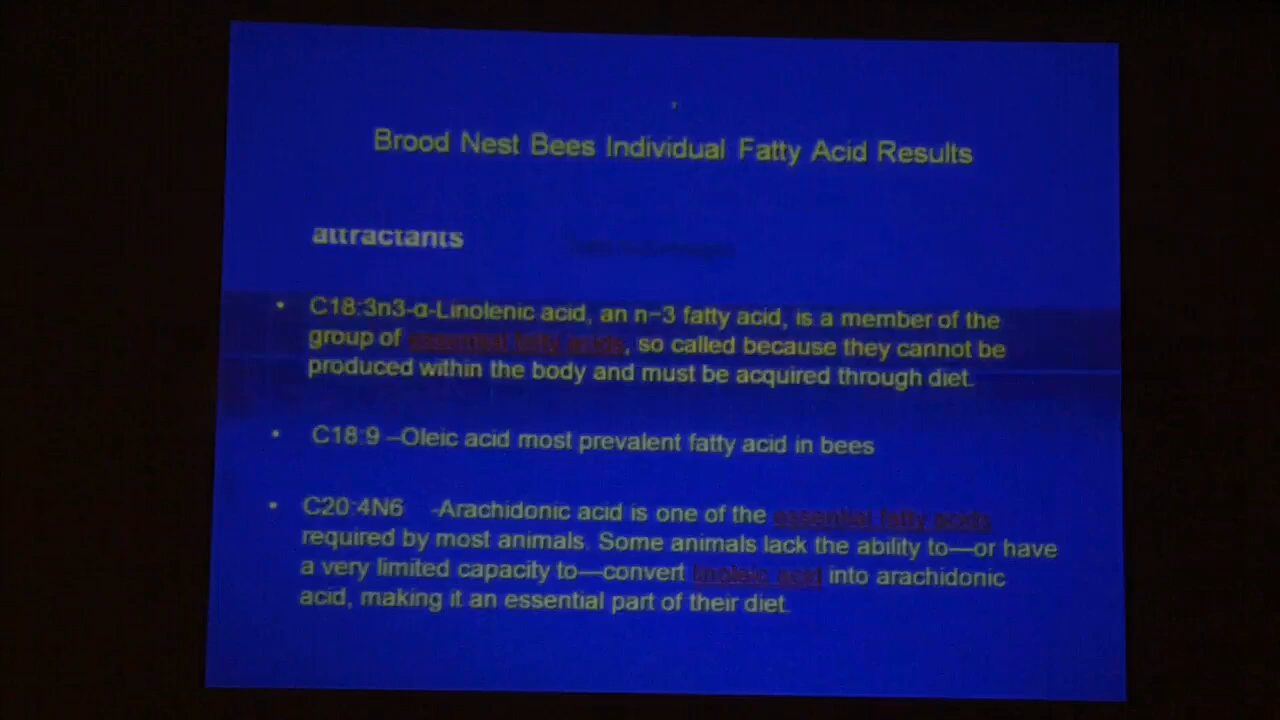 Brood Nest Bees Individual Fatty Acid Results
attractants
• C18:3n3-α-Linolenic acid, an n−3 fatty acid, is a member of the
group of essential fatty acids, so called because they cannot be
produced within the body and must be acquired through diet.
• C18:9 –Oleic acid most prevalent fatty acid in bees
• C20:4N6 -Arachidonic acid is one of the essential fatty acids
required by most animals. Some animals lack the ability to—or have
a very limited capacity to—convert linoleic acid into arachidonic
acid, making it an essential part of their diet.